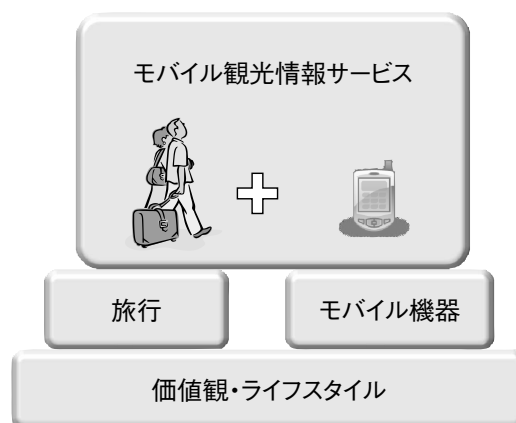 モバイル観光情報サービス
旅行
モバイル機器
価値観・ライフスタイル